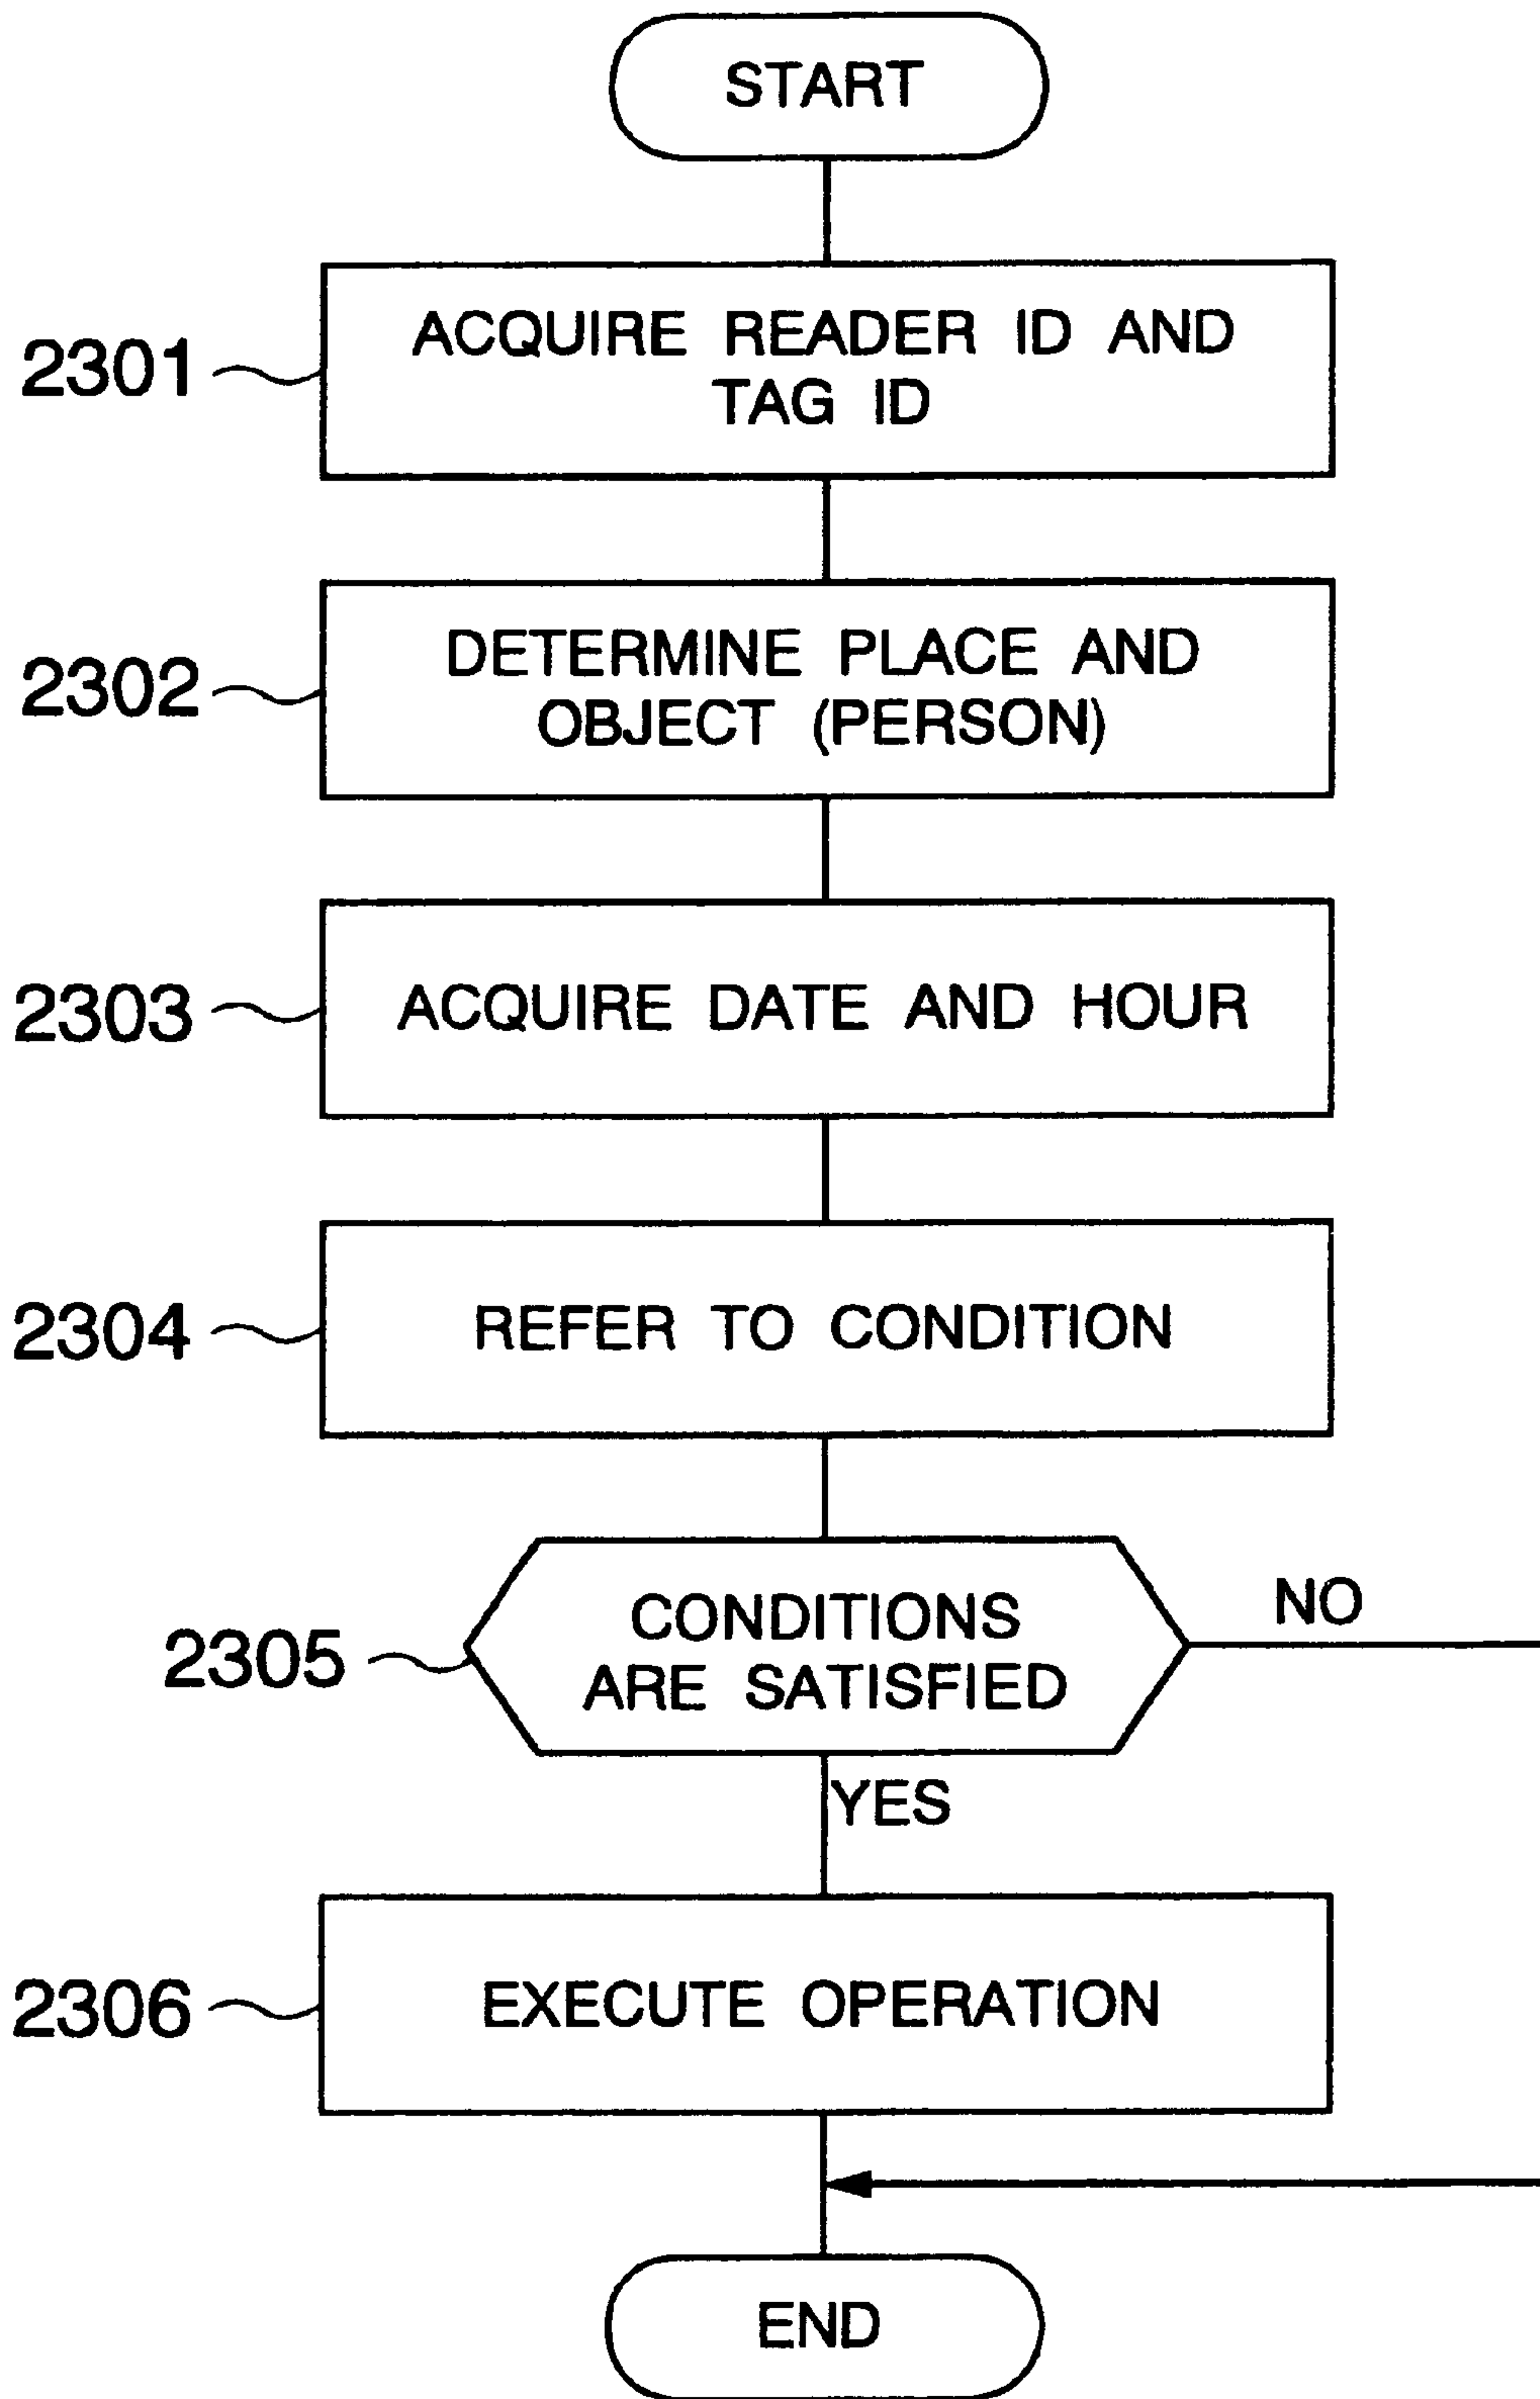 START
2301
ACQUIRE READER ID AND
TAG ID
2302
DETERMINE PLACE AND
OBJECT (PERSON)
2303
ACQUIRE DATE AND HOUR
2304
REFER TO CONDITION
2305
CONDITIONS
ARE SATISFIED
NO
YES
2306
EXECUTE OPERATION
END